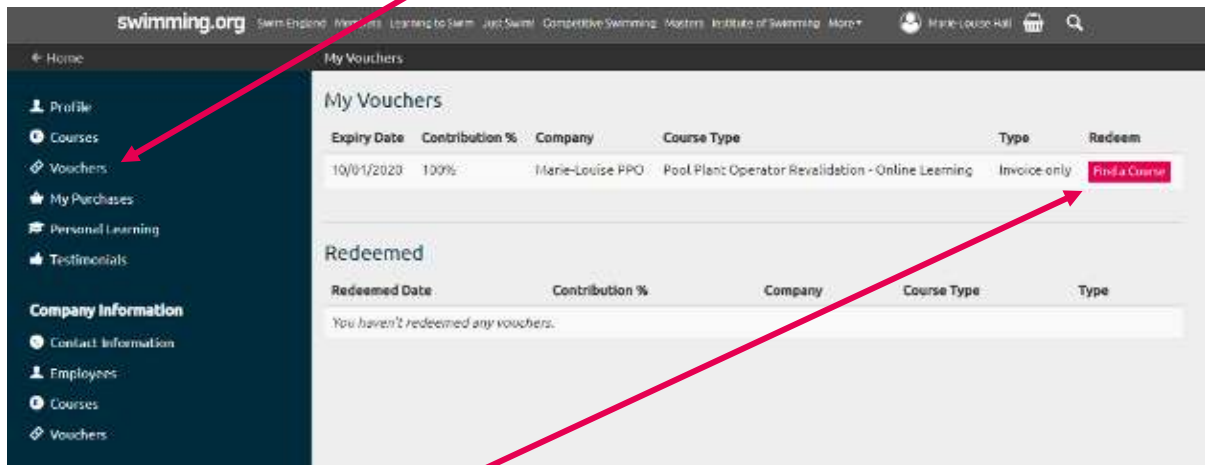 swimming.org Swim England Members Learning to Swim Just Swim! Competitive Swimming Masters Institute of Swimming More Marie-Louise Hall
Home
My Vouchers
Profile
Courses
Vouchers
My Purchases
Personal Learning
Testimonials
Company Information
Contact Information
Employees
Courses
Vouchers
My Vouchers
Expiry Date Contribution % Company Course Type Type Redeem
10/01/2020 100% Marie-Louise PPO Pool Plant Operator Revalidation - Online Learning Invoice only Find a Course
Redeemed
Redeemed Date Contribution % Company Course Type Type
You haven't redeemed any vouchers.